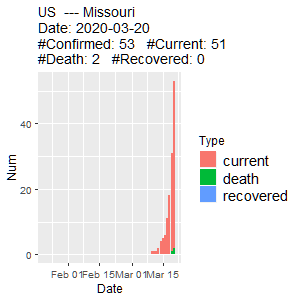 US --- Missouri
Date: 2020-03-20
#Confirmed: 53 #Current: 51
#Death: 2 #Recovered: 0
40
20
0
Num
Feb 01 Feb 15 Mar 01 Mar 15
Date
Type
current
death
recovered